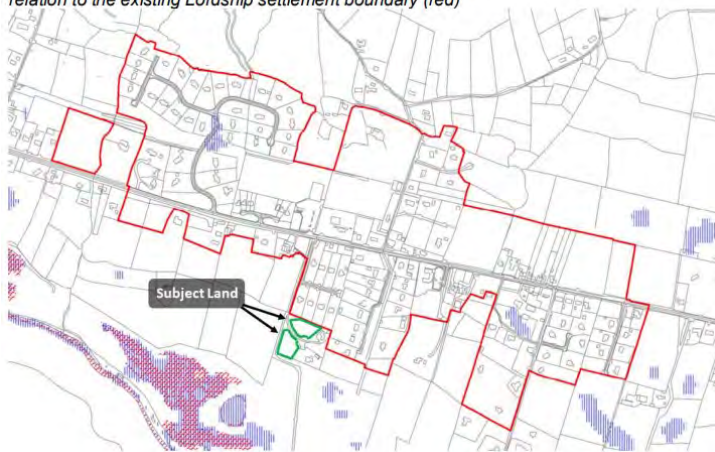 relation to the existing Lordship settlement boundary (red)
Subject Land